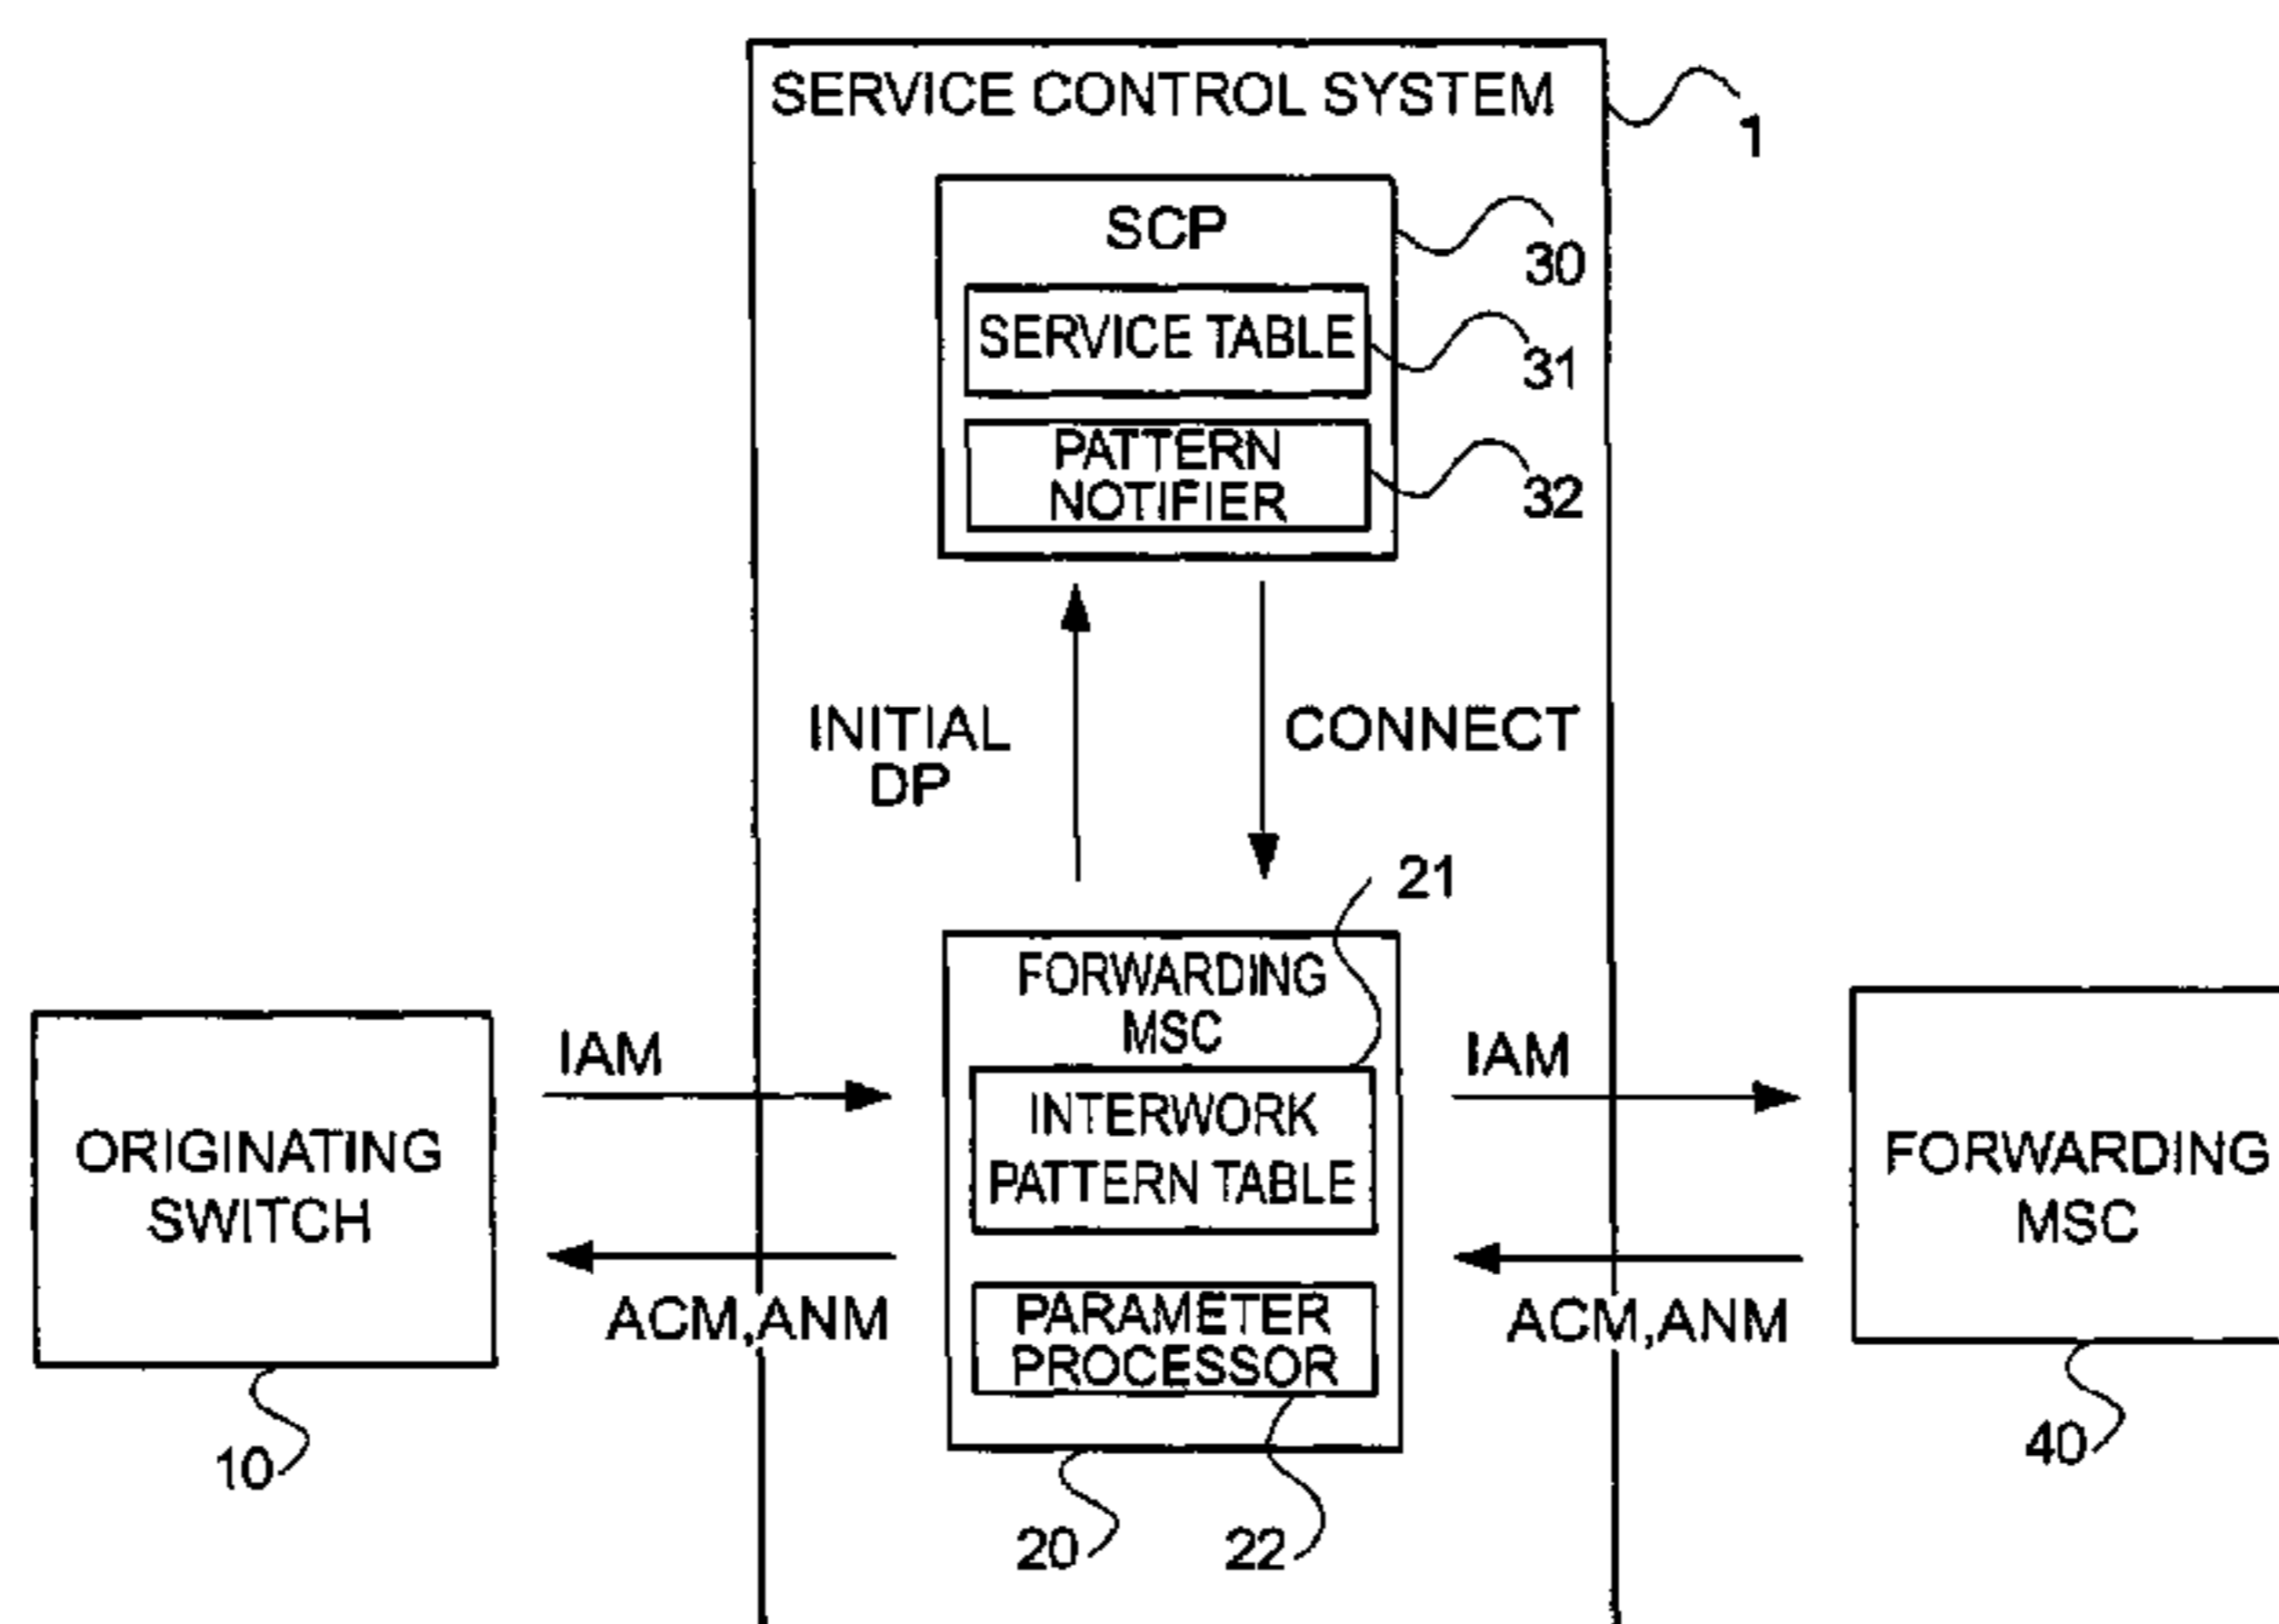 SERVICE CONTROL SYSTEM
1
SCP
30
SERVICE TABLE
31
PATTERN
NOTIFIER
32
INITIAL
DP
CONNECT
21
FORWARDING
MSC
IAM
IAM
INTERWORK
PATTERN TABLE
ORIGINATING
SWITCH
FORWARDING
MSC
ACM,ANM
ACM,ANM
PARAMETER
PROCESSOR
10
20
22
40